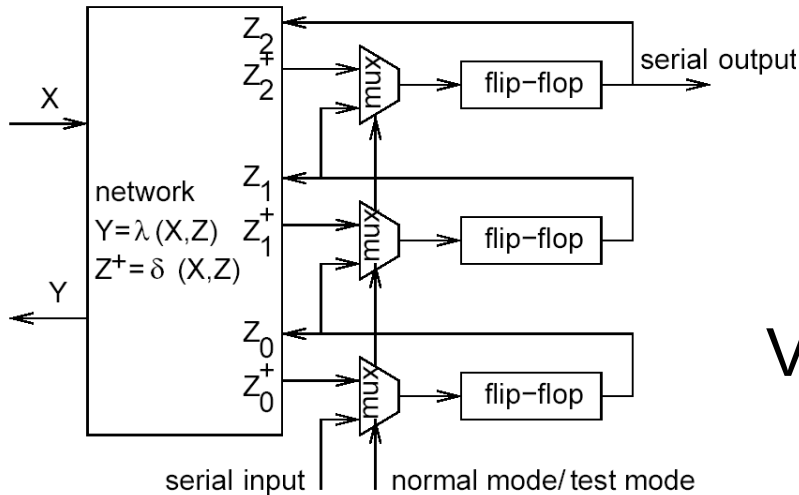 Z₂
Z₂⁺
mux
flip-flop
serial output
X
Z₁
network
Y=λ (X,Z)
Z⁺=δ (X,Z)
Z₁⁺
mux
flip-flop
Y
Z₀
Z₀⁺
mux
flip-flop
V
serial input
normal mode/ test mode